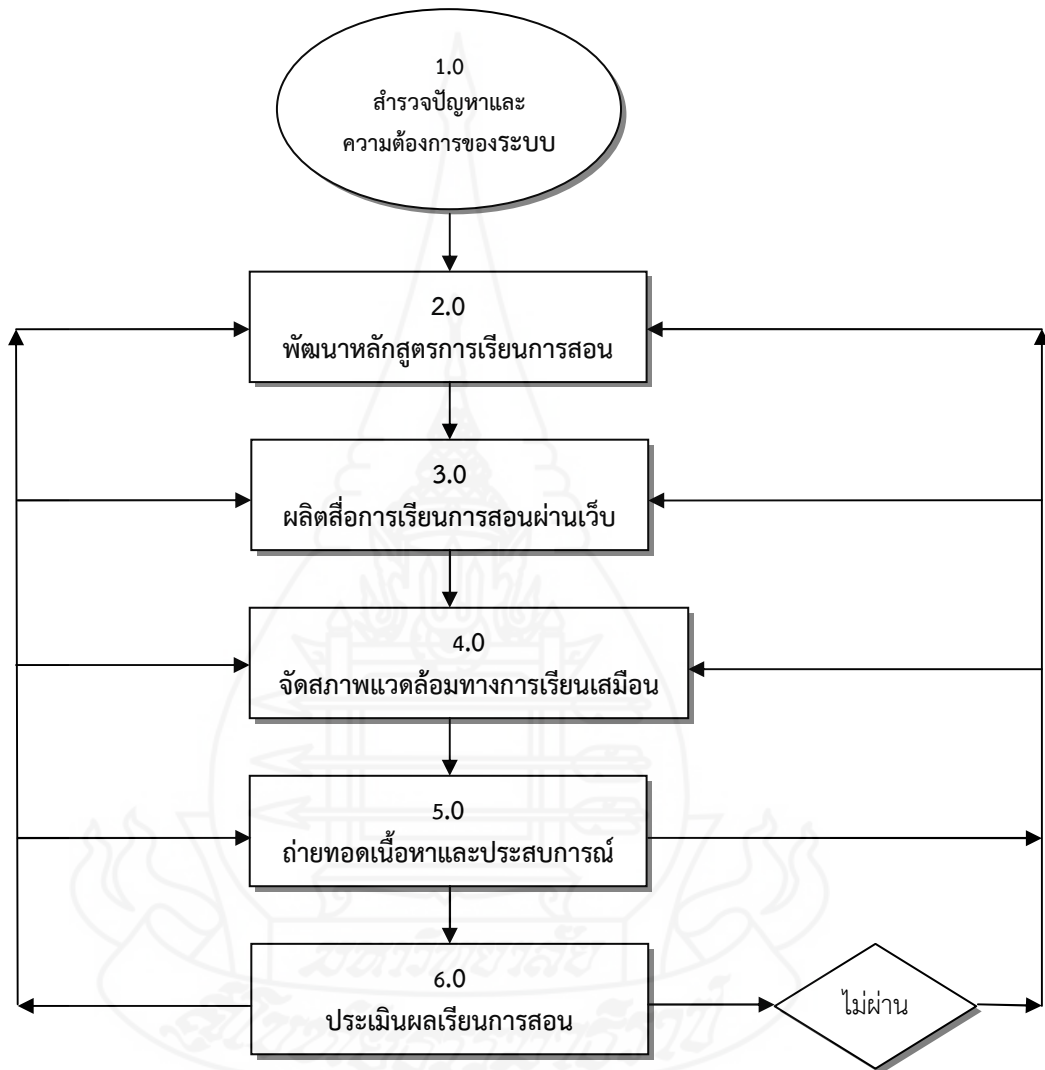 1.0
สำรวจปัญหาและ
ความต้องการของระบบ
2.0
พัฒนาหลักสูตรการเรียนการสอน
3.0
ผลิตสื่อการเรียนการสอนผ่านเว็บ
4.0
จัดสภาพแวดล้อมทางการเรียนเสมือน
5.0
ถ่ายทอดเนื้อหาและประสบการณ์
6.0
ประเมินผลเรียนการสอน
ไม่ผ่าน